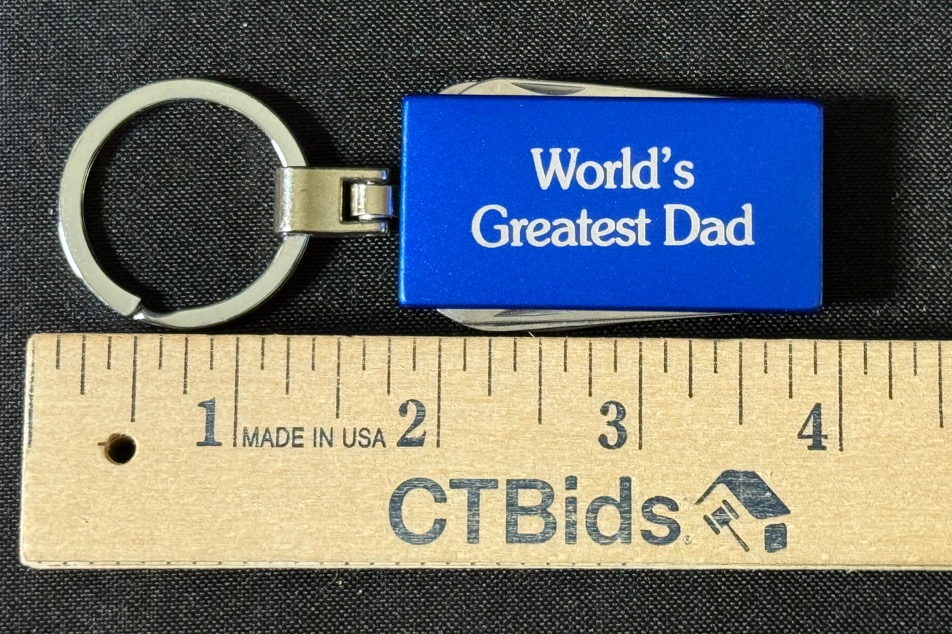 World's
Greatest Dad
1 MADE IN USA 2 3 4
CTBids